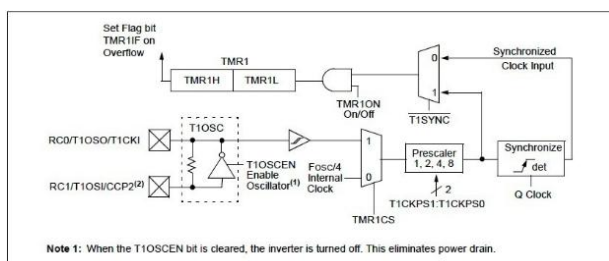 Set Flag bit
TMR1IF on
Overflow
TMR1
TMR1H
TMR1L
TMR1ON
On/Off
0
1
T1SYNC
Synchronized
Clock Input
RC0/T1OSO/T1CKI
T1OSC
RC1/T1OSI/CCP2(2)
T1OSCEN
Enable
Oscillator(1)
Fosc/4
Internal
Clock
1
0
TMR1CS
Prescaler
1, 2, 4, 8
2
T1CKPS1:T1CKPS0
Synchronize
det
Q Clock
Note 1: When the T1OSCEN bit is cleared, the inverter is turned off. This eliminates power drain.